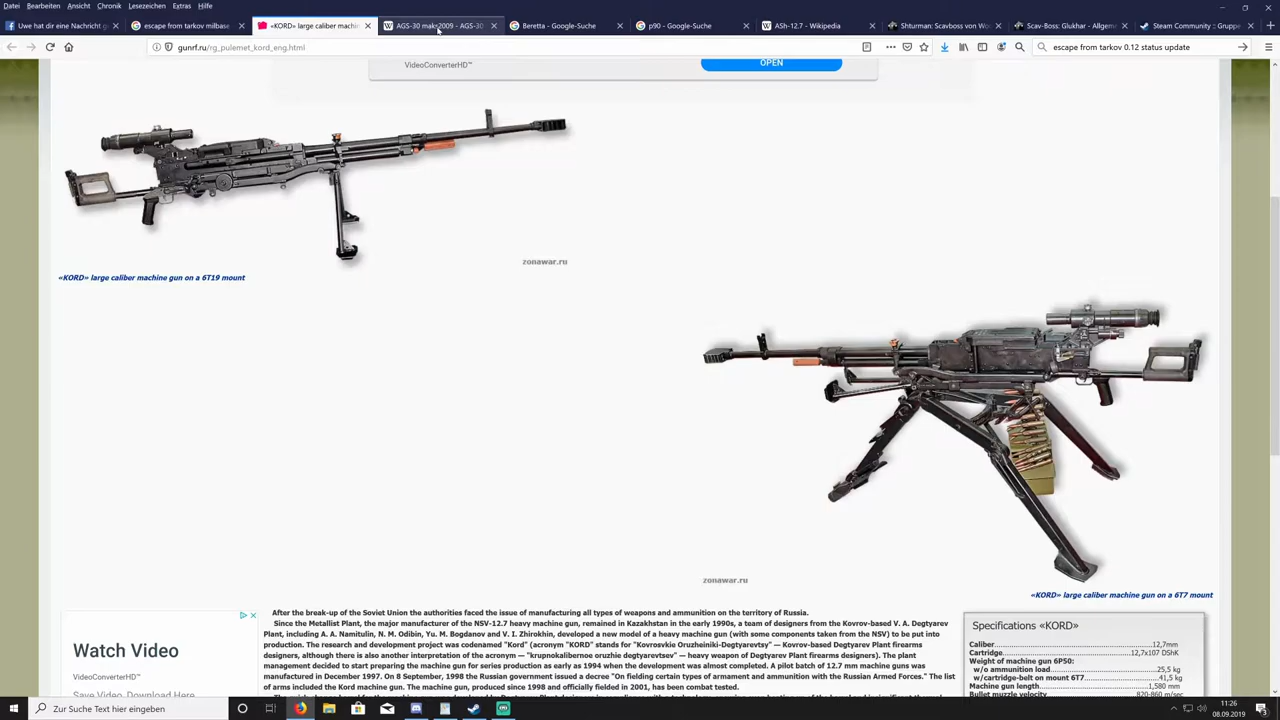 Datei Bearbeiten Ansicht Chronik Lesezeichen Extras Hilfe
Uwe hat dir eine Nachricht g
escape from tarkov milbase
«KORD» large caliber machi
AGS-30 maks2009 - AGS-30
Beretta - Google-Suche
p90 – Google-Suche
ASh-12.7 - Wikipedia
Shturman: Scavboss von Wo
Scav-Boss: Glukhar - Allgeme
Steam Community :: Gruppe
gunrf.ru/rg_pulemet_kord_eng.html
escape from tarkov 0.12 status update
VideoConverterHD™
OPEN
zonawar.ru
«KORD» large caliber machine gun on a 6T19 mount
zonawar.ru
«KORD» large caliber machine gun on a 6T7 mount
Watch Video
VideoConverterHD™
Save Video. Download Here.
After the break-up of the Soviet Union the authorities faced the issue of manufacturing all types of weapons and ammunition on the territory of Russia.
Since the Metallist Plant, the major manufacturer of the NSV-12.7 heavy machine gun, remained in Kazakhstan in the early 1990s, a team of designers from the Kovrov-based V. A. Degtyarev
Plant, including A. A. Namitulin, N. M. Odibin, Yu. M. Bogdanov and V. I. Zhirokhin, developed a new model of a heavy machine gun (with some components taken from the NSV) to be put into
production. The research and development project was codenamed "Kord" (acronym "KORD" stands for "Kovrovskie Oruzheiniki-Degtyarevtsy" — Kovrov-based Degtyarev Plant firearms
designers, although there is also another interpretation of the acronym — "krupnokalibernoe oruzhie degtyarevtsev" — heavy weapon of Degtyarev Plant firearms designers). The plant
management decided to start preparing the machine gun for series production as early as 1994 when the development was almost completed. A pilot batch of 12.7 mm machine guns was
manufactured in December 1997. On 8 September, 1998 the Russian government issued a decree "On fielding certain types of armament and ammunition with the Russian Armed Forces." The list
of arms included the Kord machine gun. The machine gun, produced since 1998 and officially fielded in 2001, has been combat tested.
Specifications «KORD»
Caliber 12,7mm
Cartridge 12,7x107 DShK
Weight of machine gun 6P50:
w/o ammunition load 25,5 kg
w/cartridge-belt on mount 6T7 41,5 kg
Machine gun length 1,580 mm
Bullet muzzle velocity 820-860 m/sec
Zur Suche Text hier eingeben
11:26
08.09.2019
3